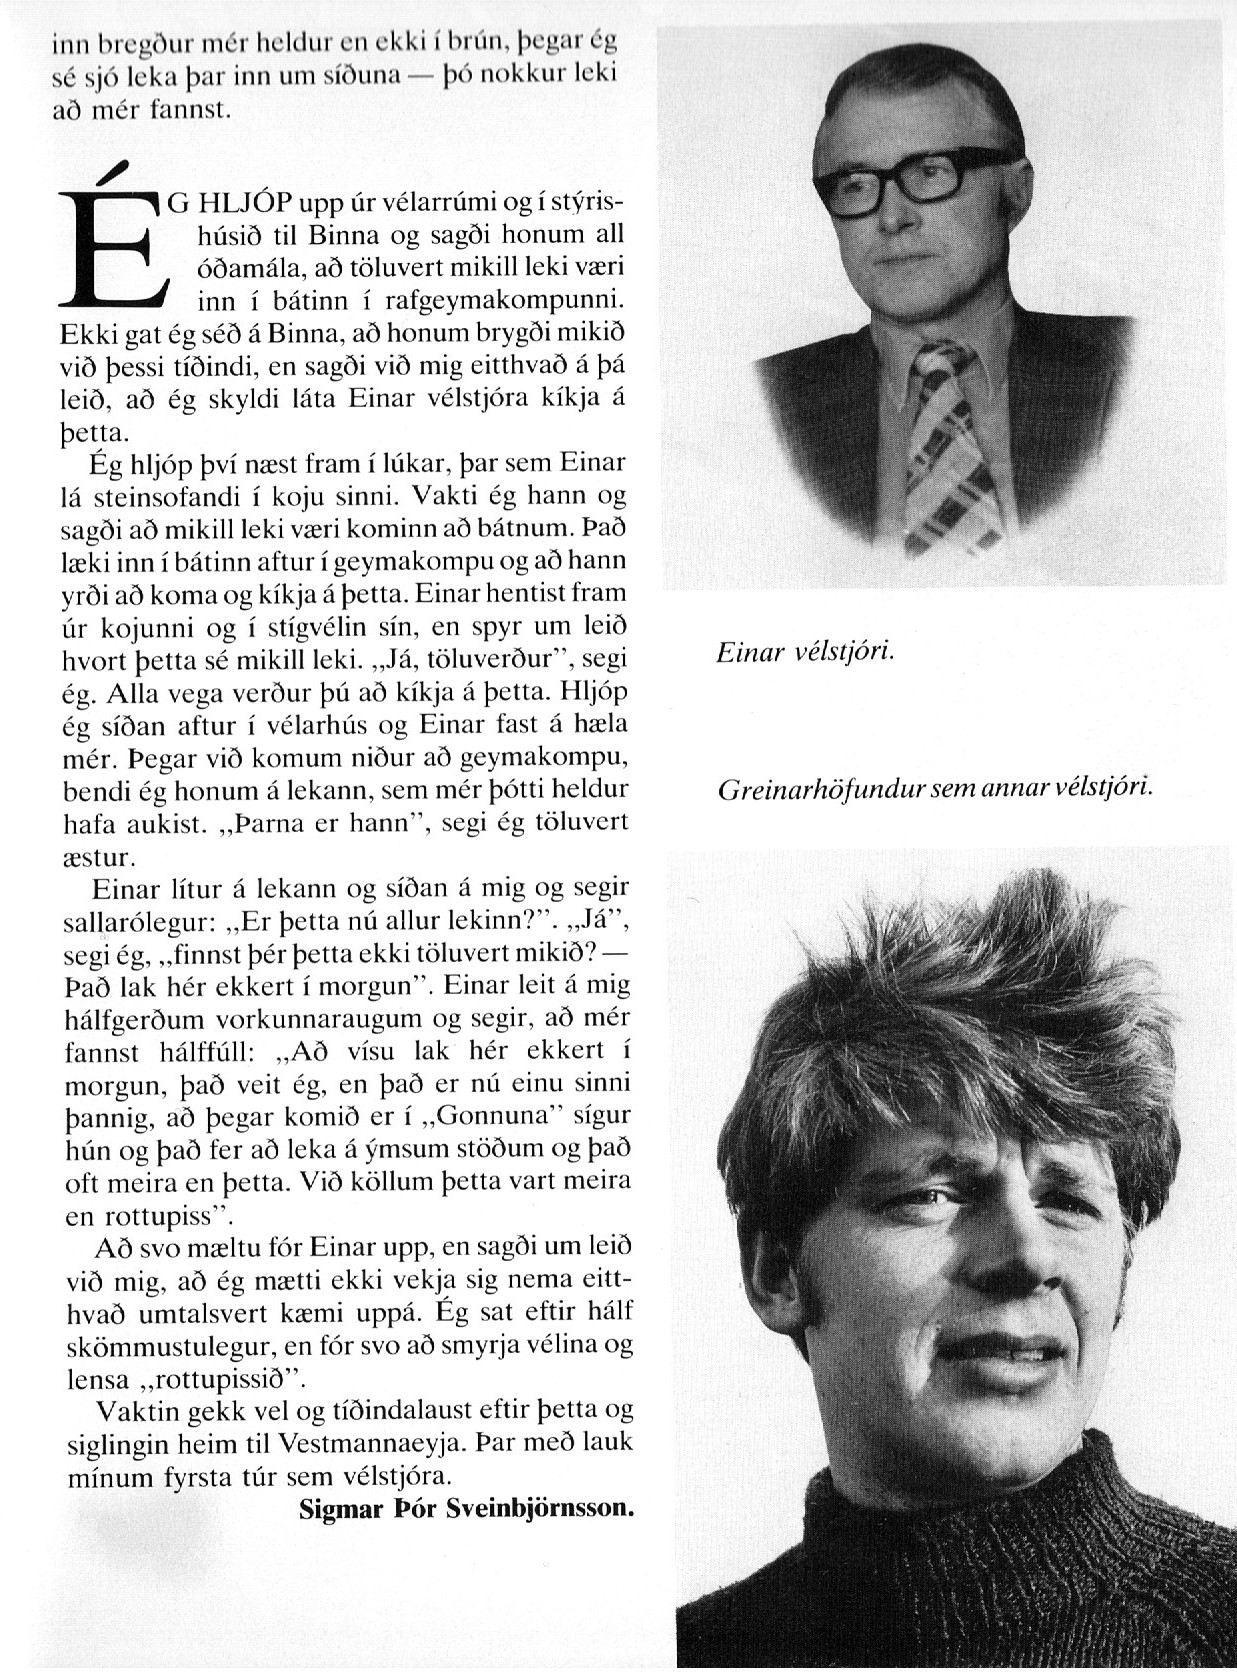 inn bregður mér heldur en ekki í brún, þegar ég
sé sjó leka þar inn um síðuna — þó nokkur leki
að mér fannst.
ÉG HLJÓP upp úr vélarrúmi og í stýris-
húsið til Binna og sagði honum all
óðamála, að töluvert mikill leki væri
inn í bátinn í rafgeymakompunni.
Ekki gat ég séð á Binna, að honum brygði mikið
við þessi tíðindi, en sagði við mig eitthvað á þá
leið, að ég skyldi láta Einar vélstjóra kíkja á
þetta.
Ég hljóp því næst fram í lúkar, þar sem Einar
lá steinsofandi í koju sinni. Vakti ég hann og
sagði að mikill leki væri kominn að bátnum. Það
læki inn í bátinn aftur í geymakompu og að hann
yrði að koma og kíkja á þetta. Einar hentist fram
úr kojunni og í stígvélin sín, en spyr um leið
hvort þetta sé mikill leki. ,,Já, töluverður”, segi
ég. Alla vega verður þú að kíkja á þetta. Hljóp
ég síðan aftur í vélarhús og Einar fast á hæla
mér. Þegar við komum niður að geymakompu,
bendi ég honum á lekann, sem mér þótti heldur
hafa aukist. ,,Þarna er hann”, segi ég töluvert
æstur.
Einar lítur á lekann og síðan á mig og segir
sallarólegur: ,,Er þetta nú allur lekinn?”. ,,Já”,
segi ég, ,,finnst þér þetta ekki töluvert mikið? —
Það lak hér ekkert í morgun”. Einar leit á mig
hálfgerðum vorkunnaraugum og segir, að mér
fannst hálffúll: ,,Að vísu lak hér ekkert í
morgun, það veit ég, en það er nú einu sinni
þannig, að þegar komið er í ,,Gonnuna” sígur
hún og það fer að leka á ýmsum stöðum og það
oft meira en þetta. Við köllum þetta vart meira
en rottupiss”.
Að svo mæltu fór Einar upp, en sagði um leið
við mig, að ég mætti ekki vekja sig nema eitt-
hvað umtalsvert kæmi uppá. Ég sat eftir hálf
skömmustulegur, en fór svo að smyrja vélina og
lensa ,,rottupissið”.
Vaktin gekk vel og tíðindalaust eftir þetta og
siglingin heim til Vestmannaeyja. Þar með lauk
mínum fyrsta túr sem vélstjóra.
Sigmar Þór Sveinbjörnsson.
Einar vélstjóri.
Greinarhöfundur sem annar vélstjóri.